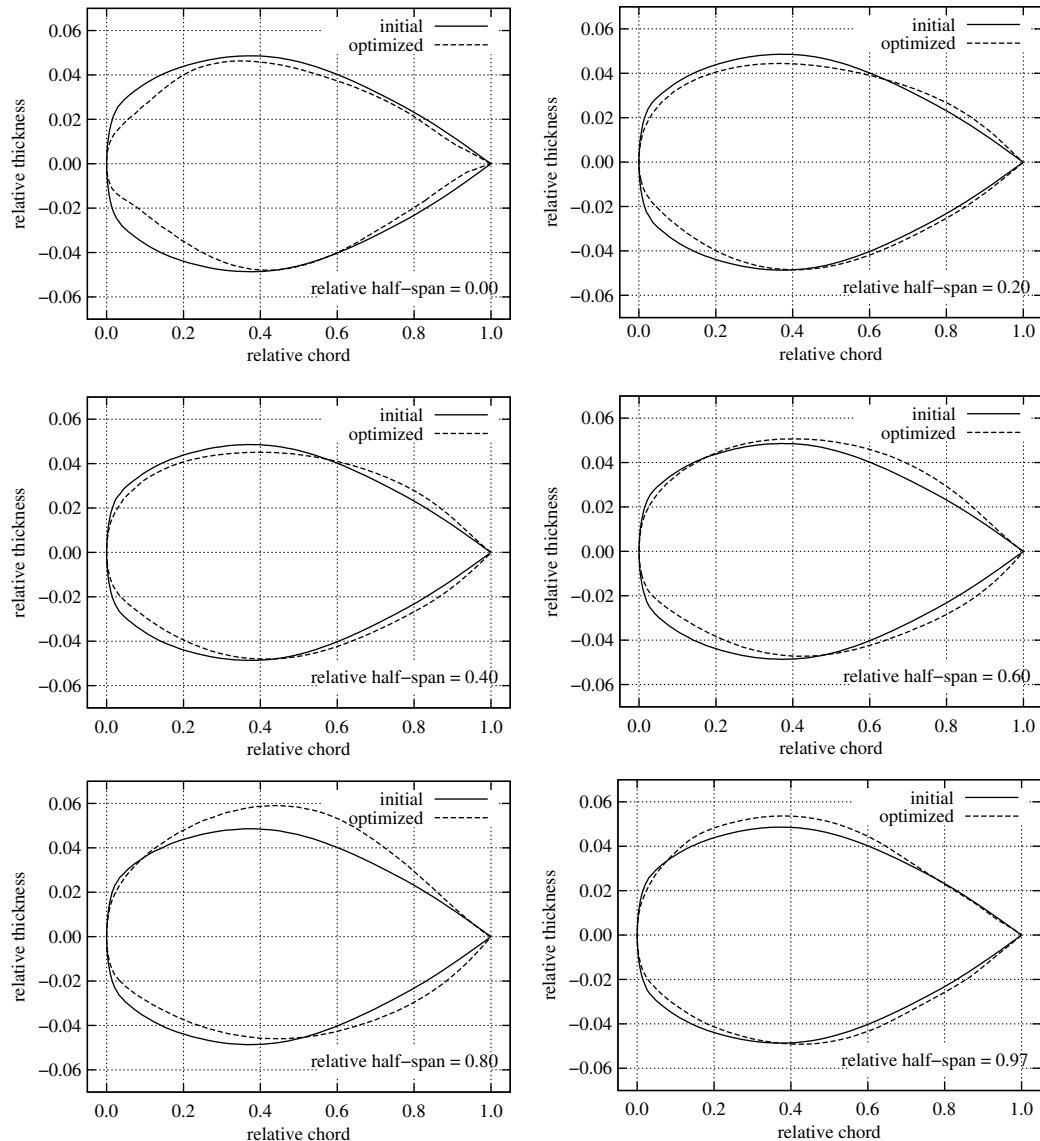 initial
optimized
relative thickness
0.06
0.04
0.02
0.00
−0.02
−0.04
−0.06
relative half−span = 0.00
0.0 0.2 0.4 0.6 0.8 1.0
relative chord
initial
optimized
relative thickness
0.06
0.04
0.02
0.00
−0.02
−0.04
−0.06
relative half−span = 0.20
0.0 0.2 0.4 0.6 0.8 1.0
relative chord
initial
optimized
relative thickness
0.06
0.04
0.02
0.00
−0.02
−0.04
−0.06
relative half−span = 0.40
0.0 0.2 0.4 0.6 0.8 1.0
relative chord
initial
optimized
relative thickness
0.06
0.04
0.02
0.00
−0.02
−0.04
−0.06
relative half−span = 0.60
0.0 0.2 0.4 0.6 0.8 1.0
relative chord
initial
optimized
relative thickness
0.06
0.04
0.02
0.00
−0.02
−0.04
−0.06
relative half−span = 0.80
0.0 0.2 0.4 0.6 0.8 1.0
relative chord
initial
optimized
relative thickness
0.06
0.04
0.02
0.00
−0.02
−0.04
−0.06
relative half−span = 0.97
0.0 0.2 0.4 0.6 0.8 1.0
relative chord